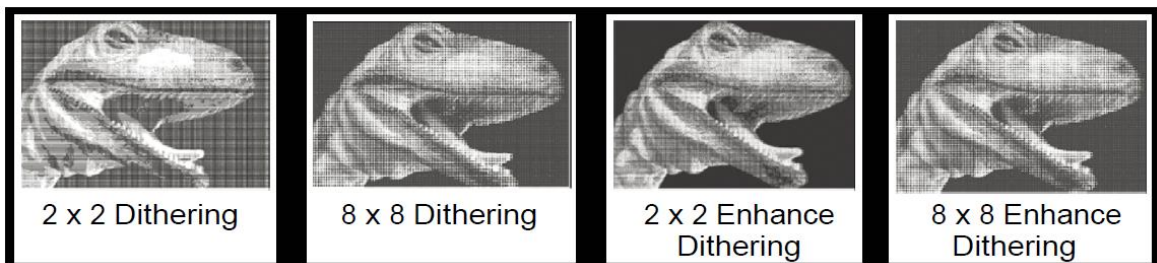 2 x 2 Dithering
8 x 8 Dithering
2 x 2 Enhance
Dithering
8 x 8 Enhance
Dithering